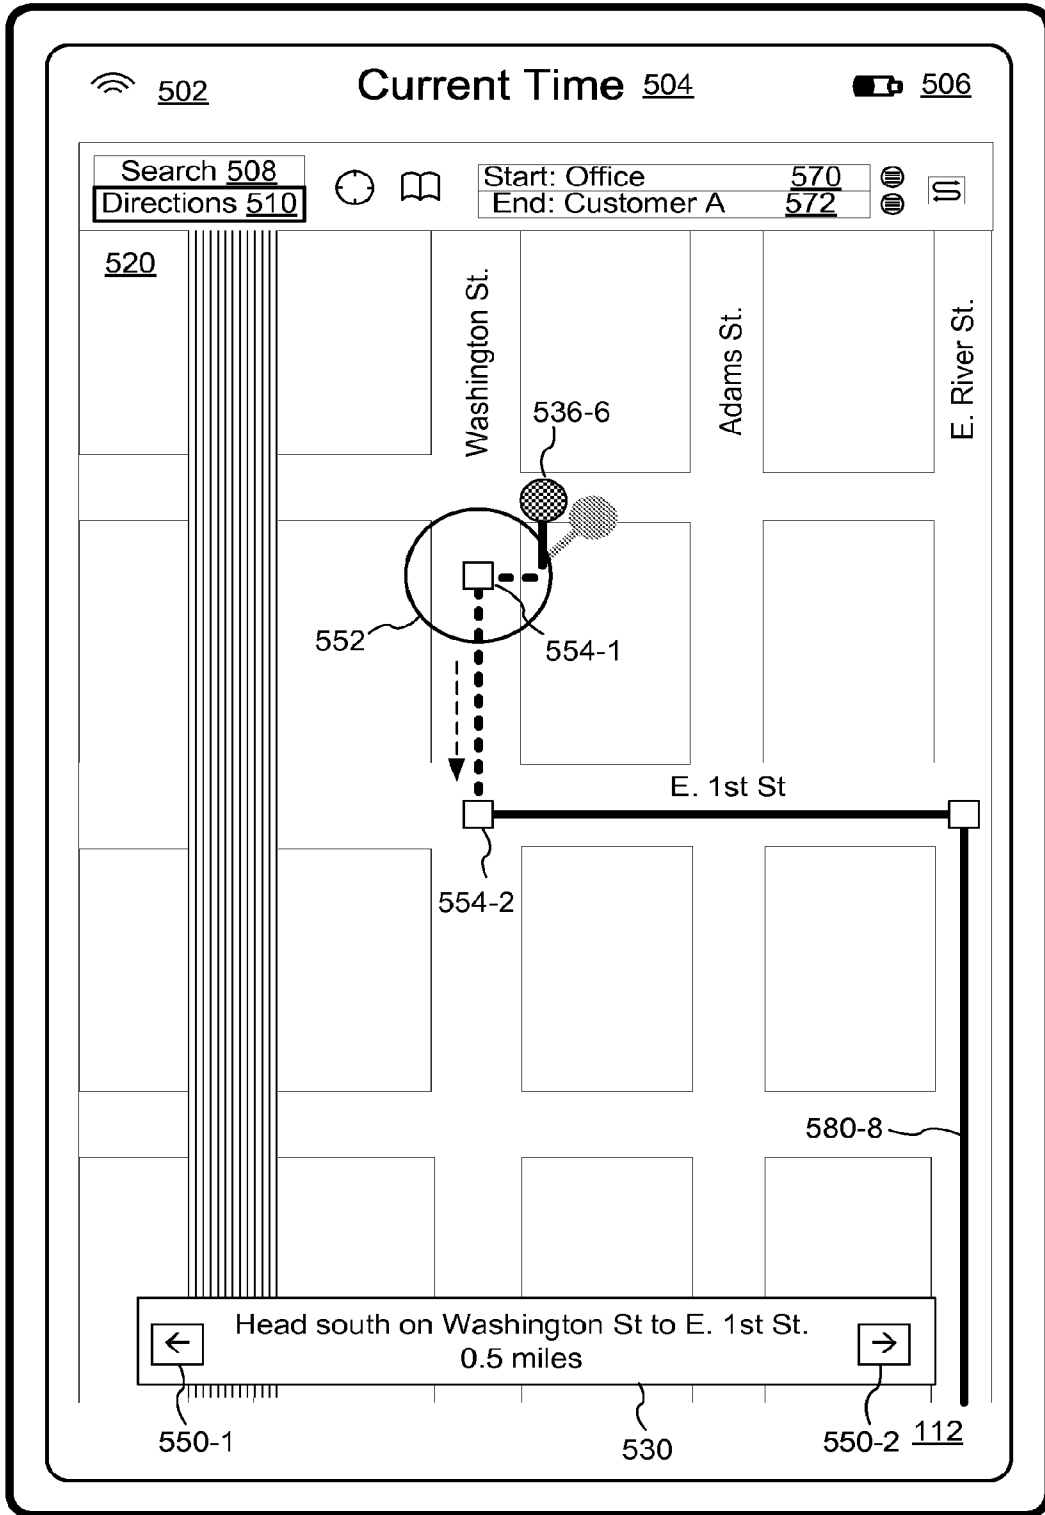 502
Current Time 504
506
Search 508
Directions 510
Start: Office 570
End: Customer A 572
520
Washington St.
Adams St.
E. River St.
536-6
552
554-1
E. 1st St
554-2
580-8
Head south on Washington St to E. 1st St.
0.5 miles
550-1
530
550-2
112